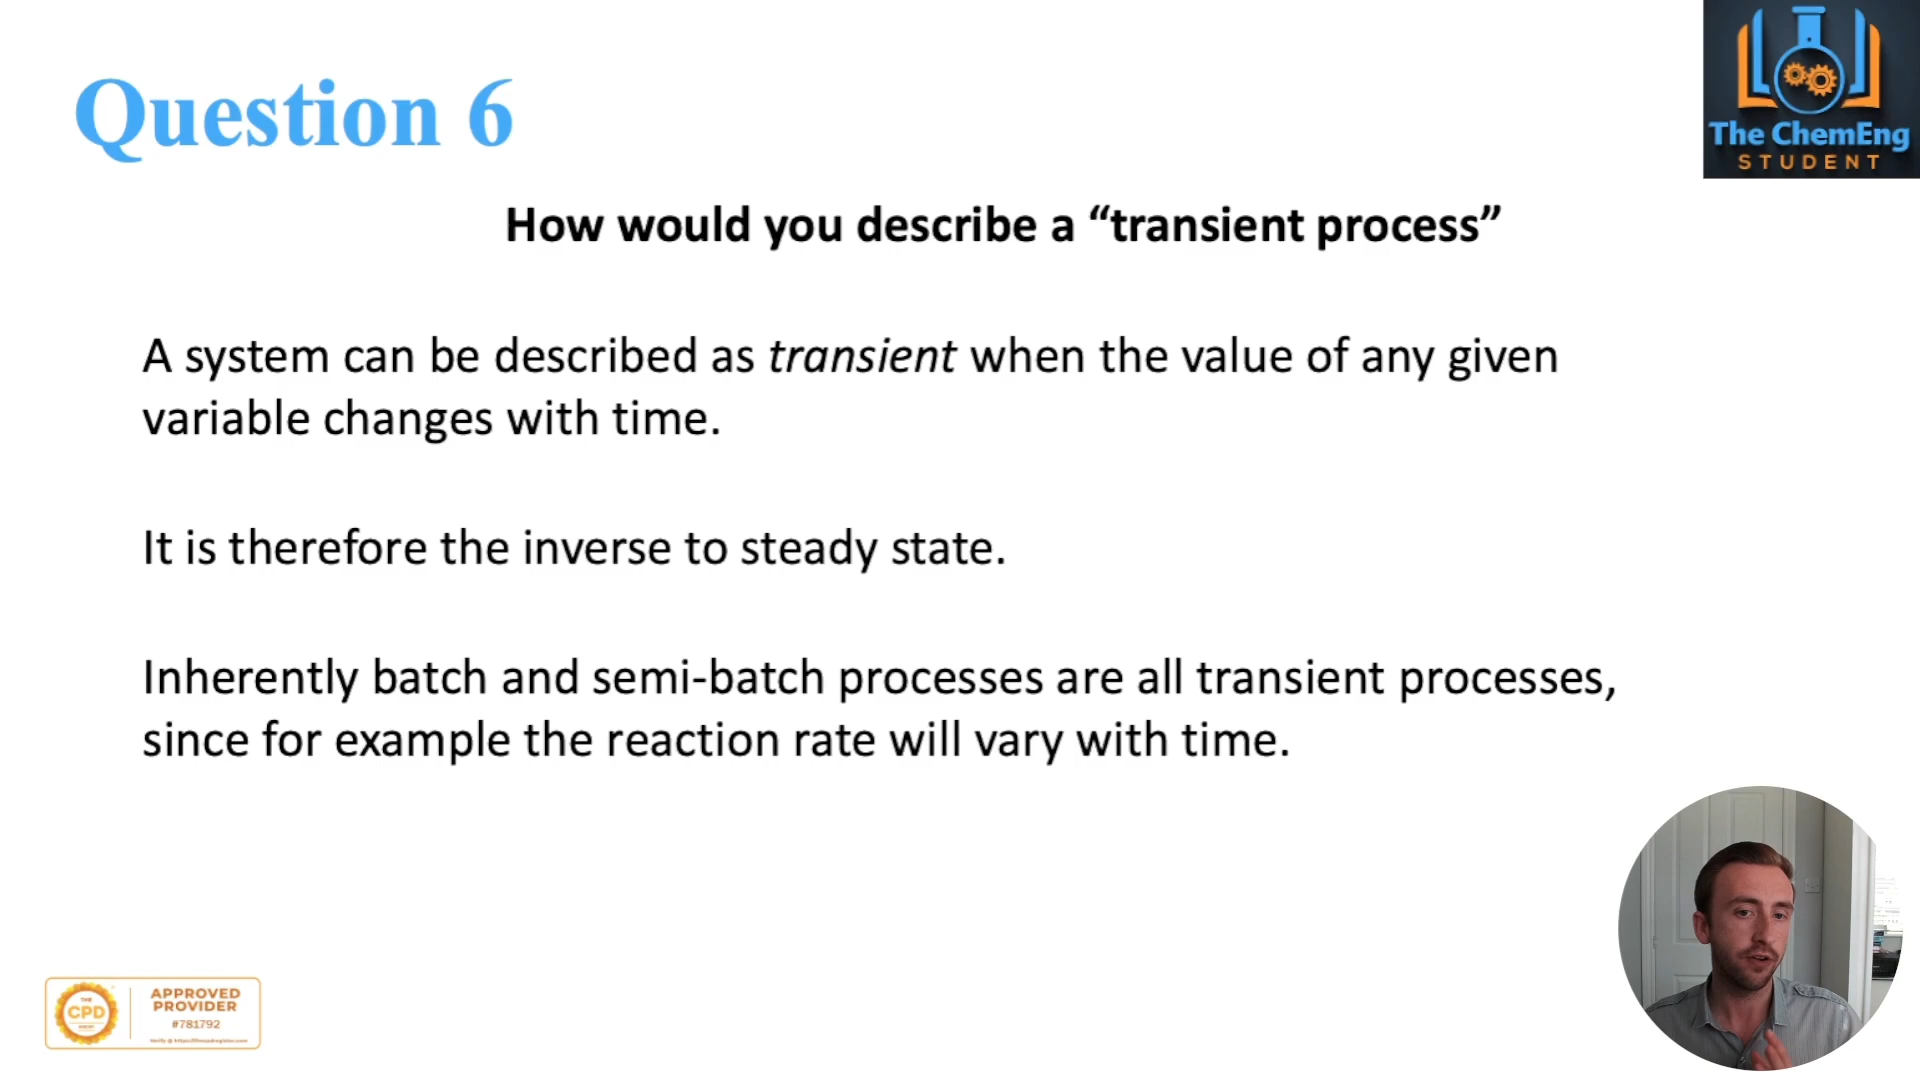 Question 6
The ChemEng
STUDENT
How would you describe a “transient process”
A system can be described as transient when the value of any given
variable changes with time.
It is therefore the inverse to steady state.
Inherently batch and semi-batch processes are all transient processes,
since for example the reaction rate will vary with time.
THE
CPD
APPROVED
PROVIDER
#781792